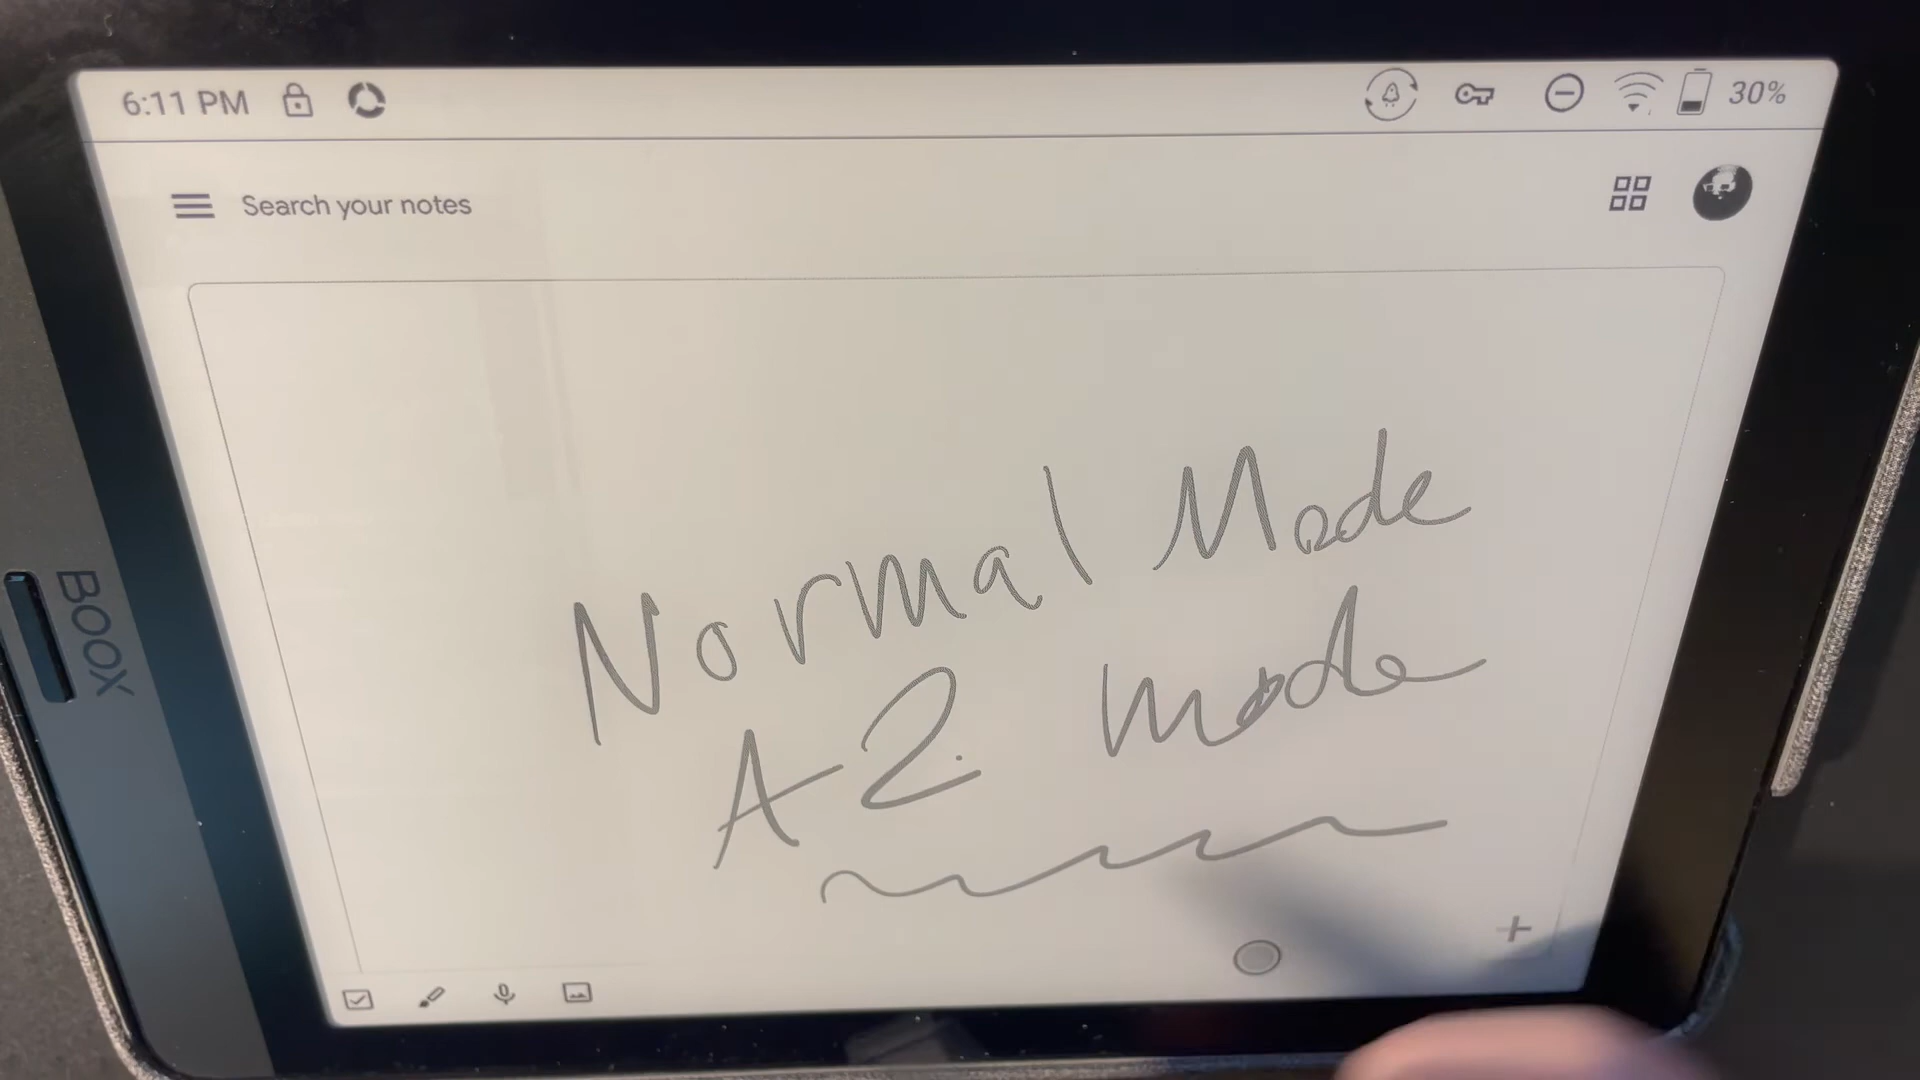 6:11 PM 30%
Search your notes
Normal Mode
A2 mode
BOOX